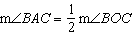 m∠BAC = 1/2 m∠BOC